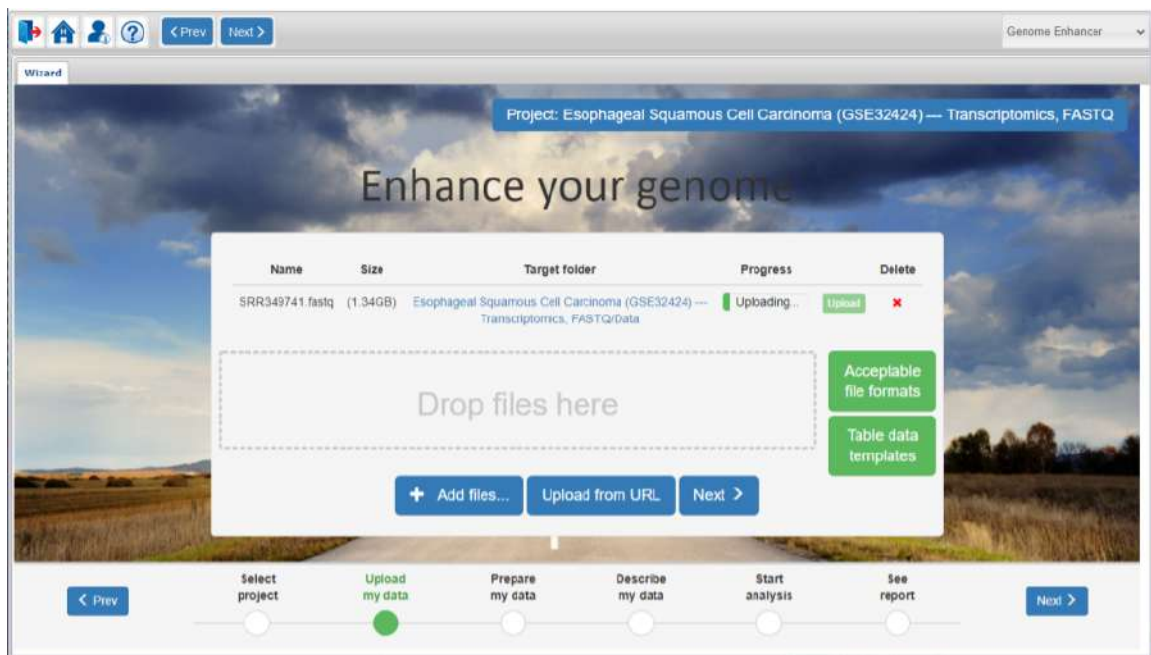 < Prev
Next >
Genome Enhancer
Wizard
Project: Esophageal Squamous Cell Carcinoma (GSE32424) — Transcriptomics, FASTQ
Enhance your genome
Name Size Target folder Progress Delete
SRR349741.fastq (1.34GB) Esophageal Squamous Cell Carcinoma (GSE32424) — Uploading... Upload
Transcriptomics, FASTQ/Data
Drop files here
Acceptable
file formats
Table data
templates
+ Add files...
Upload from URL
Next >
< Prev
Select
project
Upload
my data
Prepare
my data
Describe
my data
Start
analysis
See
report
Next >